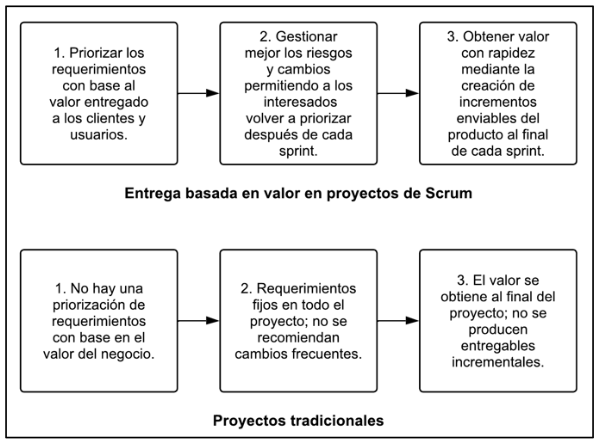 1. Priorizar los
requerimientos
con base al
valor entregado
a los clientes y
usuarios.
2. Gestionar
mejor los riesgos
y cambios
permitiendo a los
interesados
volver a priorizar
después de cada
sprint.
3. Obtener valor
con rapidez
mediante la
creación de
incrementos
enviables del
producto al final
de cada sprint.
Entrega basada en valor en proyectos de Scrum
1. No hay una
priorización de
requerimientos
con base en el
valor del negocio.
2. Requerimientos
fijos en todo el
proyecto; no se
recomiendan
cambios frecuentes.
3. El valor se
obtiene al final del
proyecto; no se
producen
entregables
incrementales.
Proyectos tradicionales